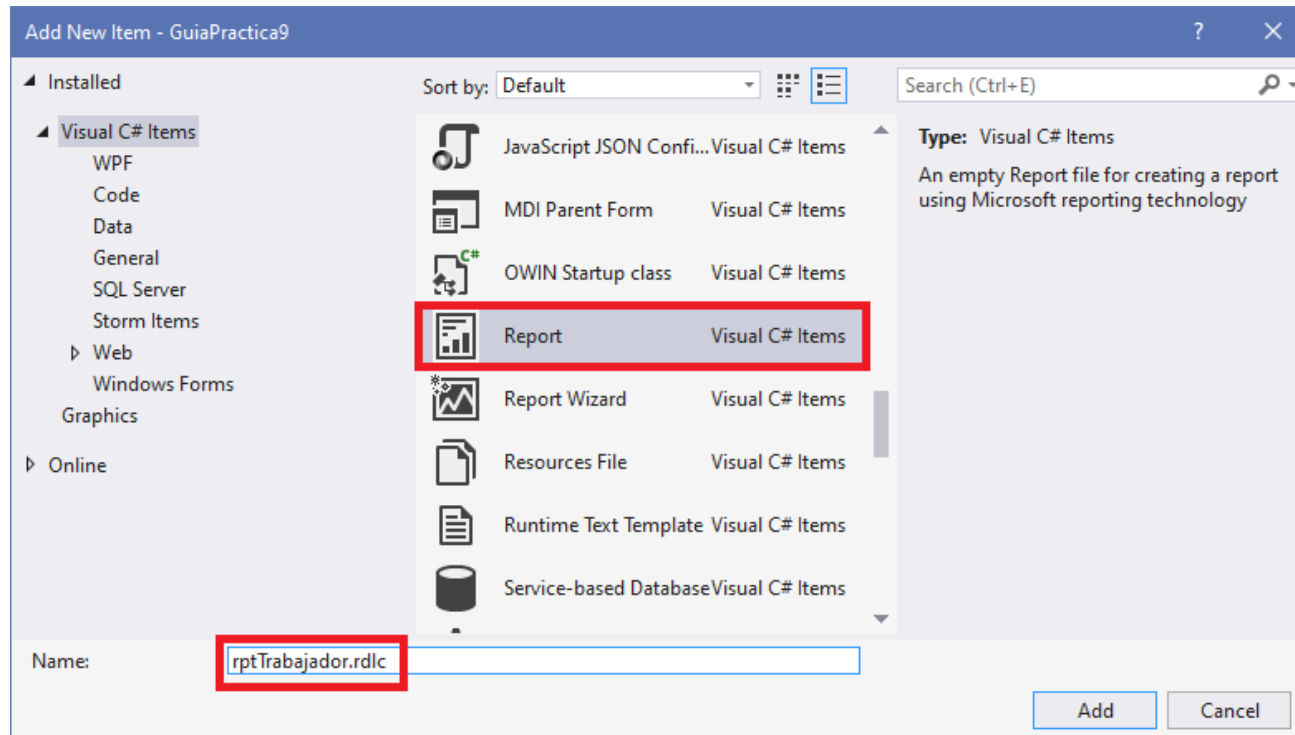 Add New Item - GuiaPractica9
?
Installed
Visual C# Items
WPF
Code
Data
General
SQL Server
Storm Items
Web
Windows Forms
Graphics
Online
Sort by: Default
JavaScript JSON Confi... Visual C# Items
MDI Parent Form Visual C# Items
C#
OWIN Startup class Visual C# Items
Report Visual C# Items
Report Wizard Visual C# Items
Resources File Visual C# Items
Runtime Text Template Visual C# Items
Service-based Database Visual C# Items
Search (Ctrl+E)
Type: Visual C# Items
An empty Report file for creating a report
using Microsoft reporting technology
Name: rptTrabajador.rdlc
Add Cancel